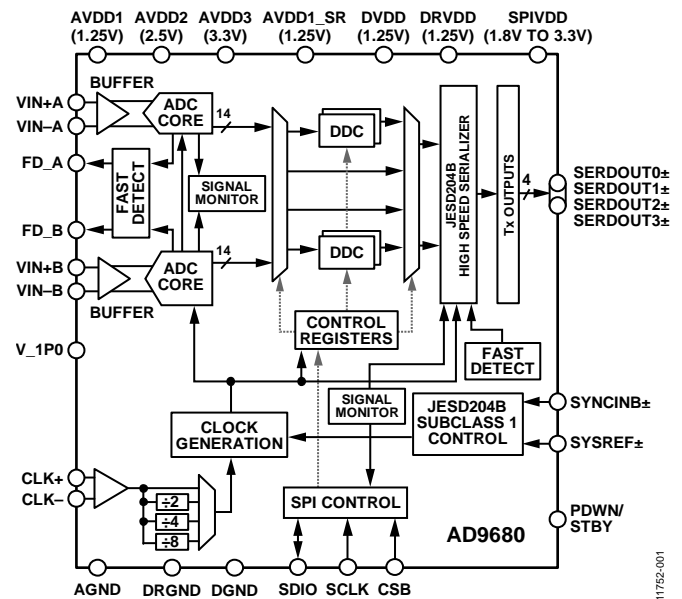 AVDD1
(1.25V)
AVDD2
(2.5V)
AVDD3
(3.3V)
AVDD1_SR
(1.25V)
DVDD
(1.25V)
DRVDD
(1.25V)
SPIVDD
(1.8V TO 3.3V)
BUFFER
VIN+A
VIN–A
ADC
CORE
14
DDC
FD_A
FAST
DETECT
SIGNAL
MONITOR
JESD204B
HIGH SPEED SERIALIZER
Tx OUTPUTS
4
SERDOUT0±
SERDOUT1±
SERDOUT2±
SERDOUT3±
FD_B
VIN+B
VIN–B
ADC
CORE
14
DDC
BUFFER
CONTROL
REGISTERS
V_1P0
FAST
DETECT
SIGNAL
MONITOR
JESD204B
SUBCLASS 1
CONTROL
SYNCINB±
SYSREF±
CLOCK
GENERATION
CLK+
CLK–
÷2
÷4
÷8
SPI CONTROL
PDWN/
STBY
AD9680
AGND
DRGND
DGND
SDIO
SCLK
CSB
11752-001